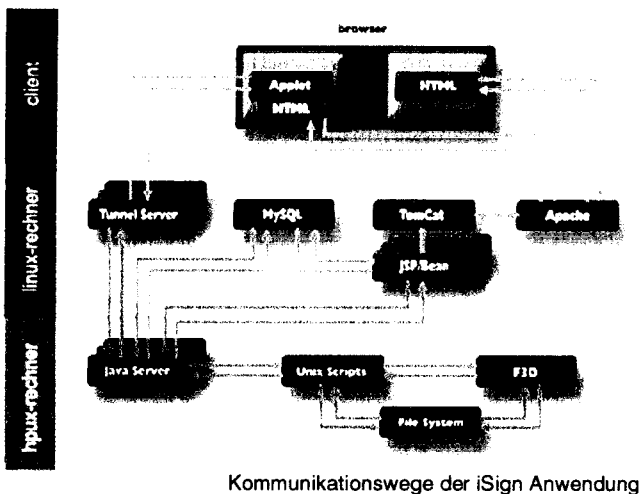 browser
client
Applet
HTML
HTML
linux-rechner
Tunnel Server
MySQL
TomCat
Apache
JSP/Bean
hpux-rechner
Java Server
Unix Scripts
F3D
File System
Kommunikationswege der iSign Anwendung